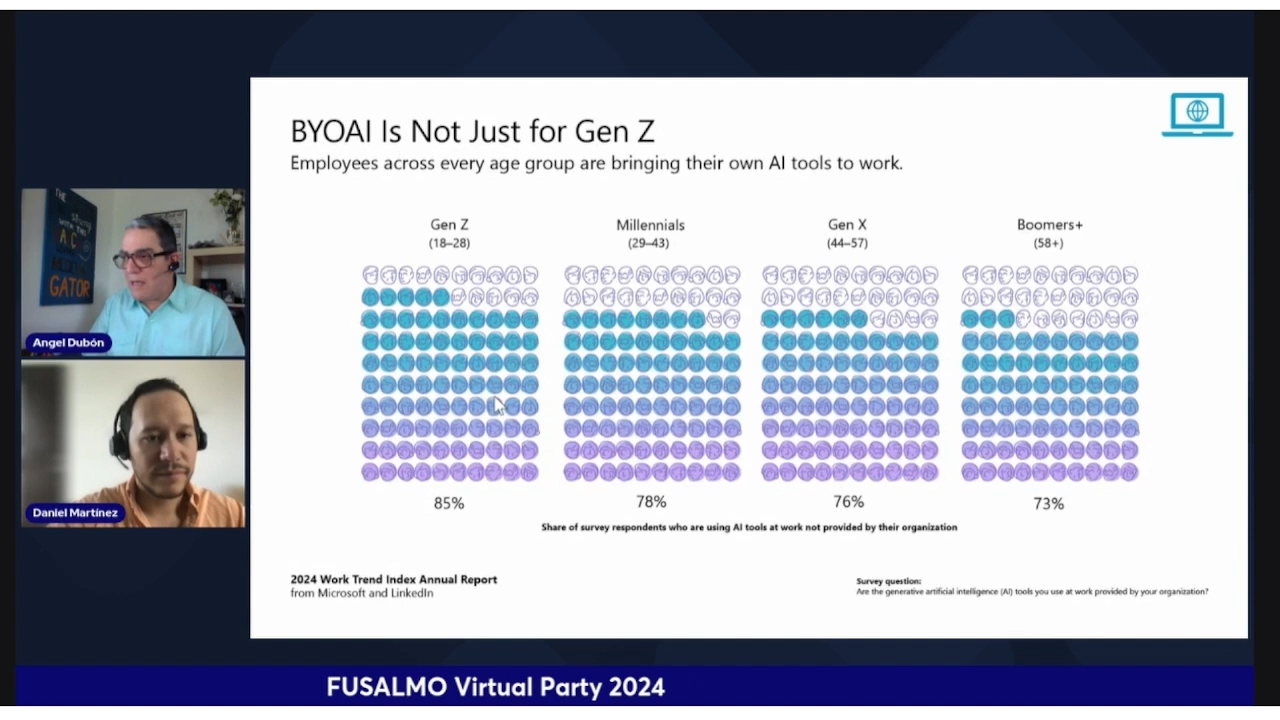 BYOAI Is Not Just for Gen Z
Employees across every age group are bringing their own AI tools to work.
Gen Z
(18–28)
Millennials
(29–43)
Gen X
(44–57)
Boomers+
(58+)
85%
78%
76%
73%
Share of survey respondents who are using AI tools at work not provided by their organization
2024 Work Trend Index Annual Report
from Microsoft and LinkedIn
Survey question:
Are the generative artificial intelligence (AI) tools you use at work provided by your organization?
THE
GATOR
Angel Dubón
Daniel Martínez
FUSALMO Virtual Party 2024